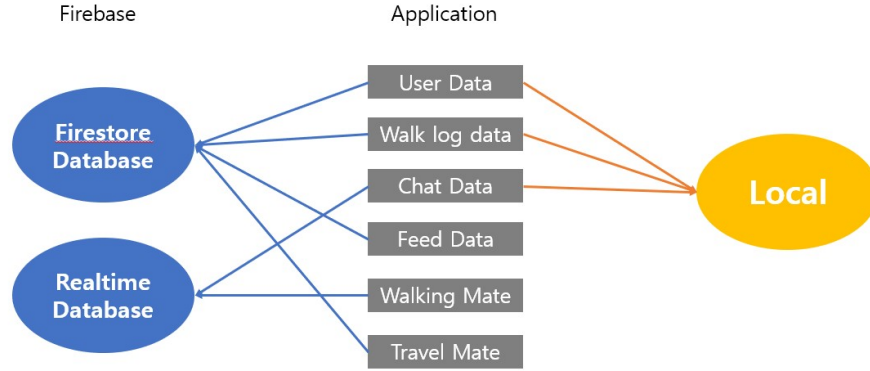 Firebase
Application
Firestore
Database
Realtime
Database
User Data
Walk log data
Chat Data
Feed Data
Walking Mate
Travel Mate
Local